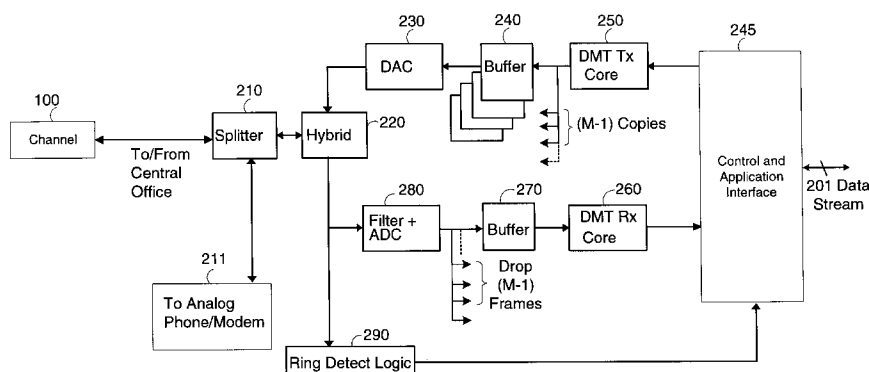 230
240
250
245
DAC
Buffer
DMT Tx
Core
100
210
Channel
Splitter
Hybrid
220
(M-1) Copies
To/From
Central
Office
Control and
Application
Interface
201 Data
Stream
280
270
260
Filter +
ADC
Buffer
DMT Rx
Core
211
To Analog
Phone/Modem
Drop
(M-1)
Frames
290
Ring Detect Logic